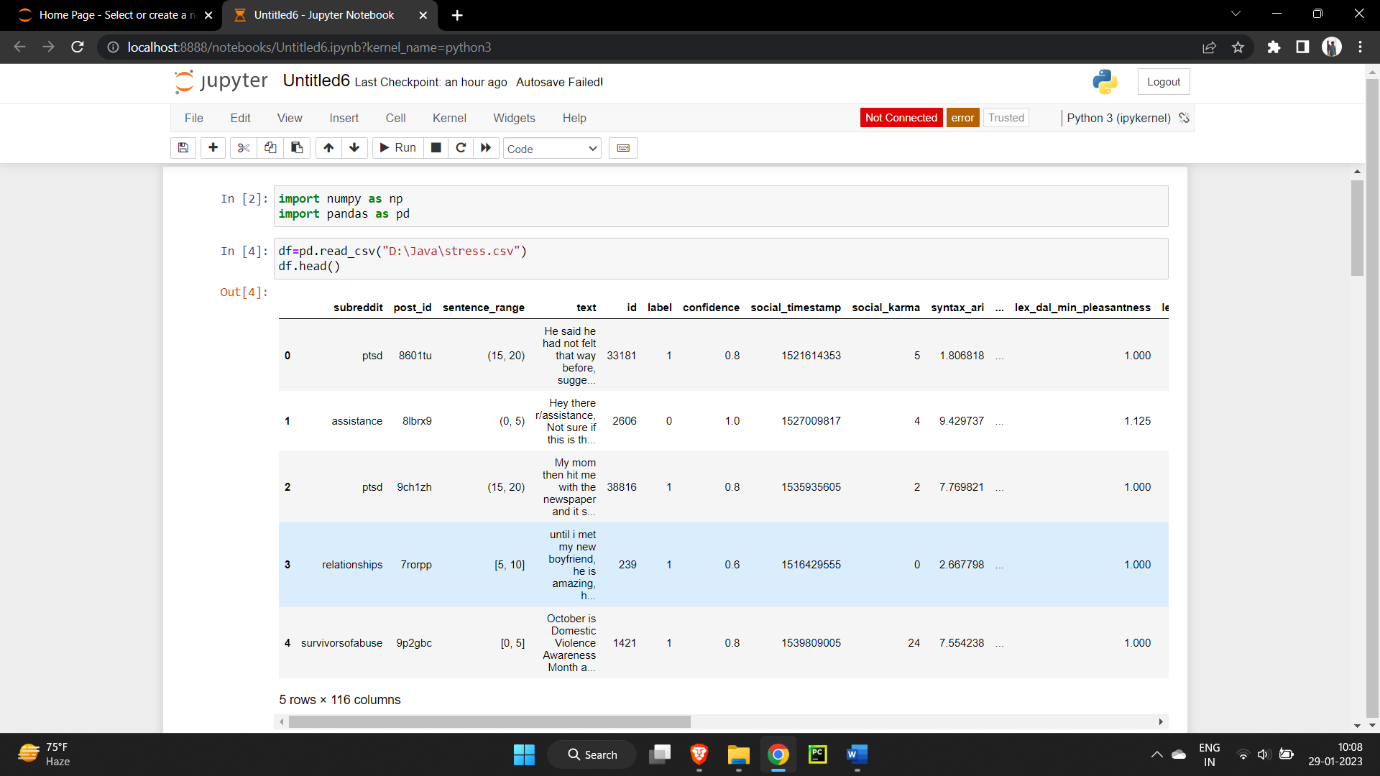 Home Page - Select or create a n
Untitled6 - Jupyter Notebook
localhost:8888/notebooks/Untitled6.ipynb?kernel_name=python3
jupyter Untitled6 Last Checkpoint: an hour ago Autosave Failed!
Logout
File Edit View Insert Cell Kernel Widgets Help
Not Connected error Trusted Python 3 (ipykernel)
Run Code
In [2]: import numpy as np
import pandas as pd
In [4]: df=pd.read_csv("D:\Java\stress.csv")
df.head()
Out[4]:
subreddit post_id sentence_range text id label confidence social_timestamp social_karma syntax_ari ... lex_dal_min_pleasantness le
0 ptsd 8601tu (15, 20) He said he had not felt that way before, sugge... 33181 1 0.8 1521614353 5 1.806818 ... 1.000
1 assistance 8lbrx9 (0, 5) Hey there r/assistance, Not sure if this is th... 2606 0 1.0 1527009817 4 9.429737 ... 1.125
2 ptsd 9ch1zh (15, 20) My mom then hit me with the newspaper and it s... 38816 1 0.8 1535935605 2 7.769821 ... 1.000
3 relationships 7rorpp [5, 10] until i met my new boyfriend, he is amazing, h... 239 1 0.6 1516429555 0 2.667798 ... 1.000
4 survivorsofabuse 9p2gbc [0, 5] October is Domestic Violence Awareness Month a... 1421 1 0.8 1539809005 24 7.554238 ... 1.000
5 rows × 116 columns
75°F
Haze
Search
PC
W
ENG
IN
10:08
29-01-2023